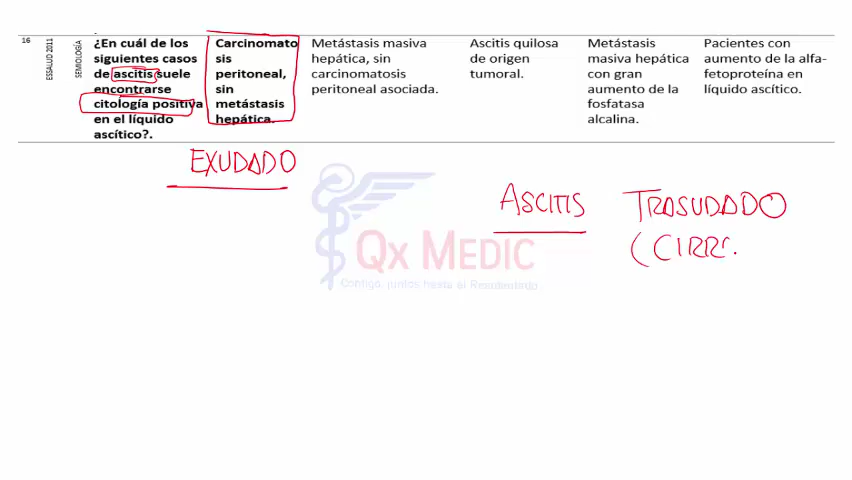 16
ESSALUD 2011
SEMIOLOGÍA
¿En cuál de los
siguientes casos
de ascitis suele
encontrarse
citología positiva
en el líquido
ascítico?.
Carcinomato
sis
peritoneal,
sin
metástasis
hepática.
Metástasis masiva
hepática, sin
carcinomatosis
peritoneal asociada.
Ascitis quilosa
de origen
tumoral.
Metástasis
masiva hepática
con gran
aumento de la
fosfatasa
alcalina.
Pacientes con
aumento de la alfa-
fetoproteína en
líquido ascítico.
EXUDADO
ASCITIS TRASUDADO
(CIRRO
Qx MEDIC
Contigo, juntos hasta el Residentado